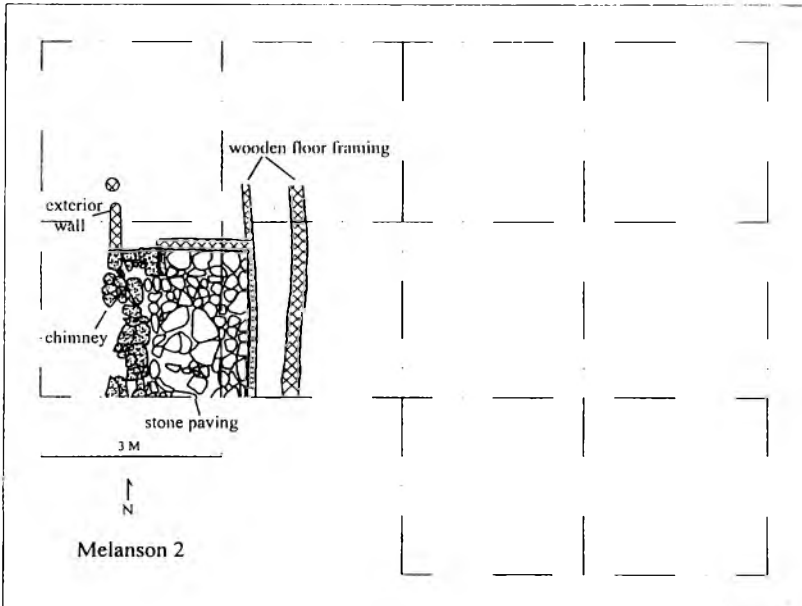 wooden floor framing
exterior
wall
chimney
stone paving
3 M
N
Melanson 2